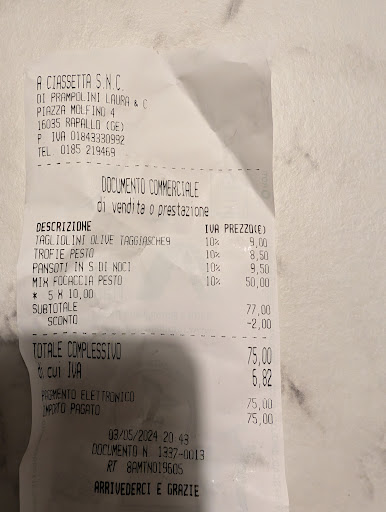 A CIASSETTA S.N.C.
DI PRAMPOLINI LAURA & C
PIAZZA MOLFINO 4
16035 RAPALLO (GE)
P. IVA 01843330992
TEL. 0185 219469
DOCUMENTO COMMERCIALE
di vendita o prestazione
DESCRIZIONE IVA PREZZO(€)
TAGLIOLINI OLIVE TAGGIASCHE9 10% 9,00
TROFIE PESTO 10% 8,50
PANSOTI IN S DI NOCI 10% 9,50
MIX FOCACCIA PESTO 10% 50,00
* 5 X 10,00
SUBTOTALE 77,00
SCONTO -2,00
TOTALE COMPLESSIVO 75,00
di cui IVA 6,82
PAGAMENTO ELETTRONICO 75,00
IMPORTO PAGATO 75,00
03/05/2024 20:43
DOCUMENTO N. 1337-0013
RT 8AMTN019605
ARRIVEDERCI E GRAZIE